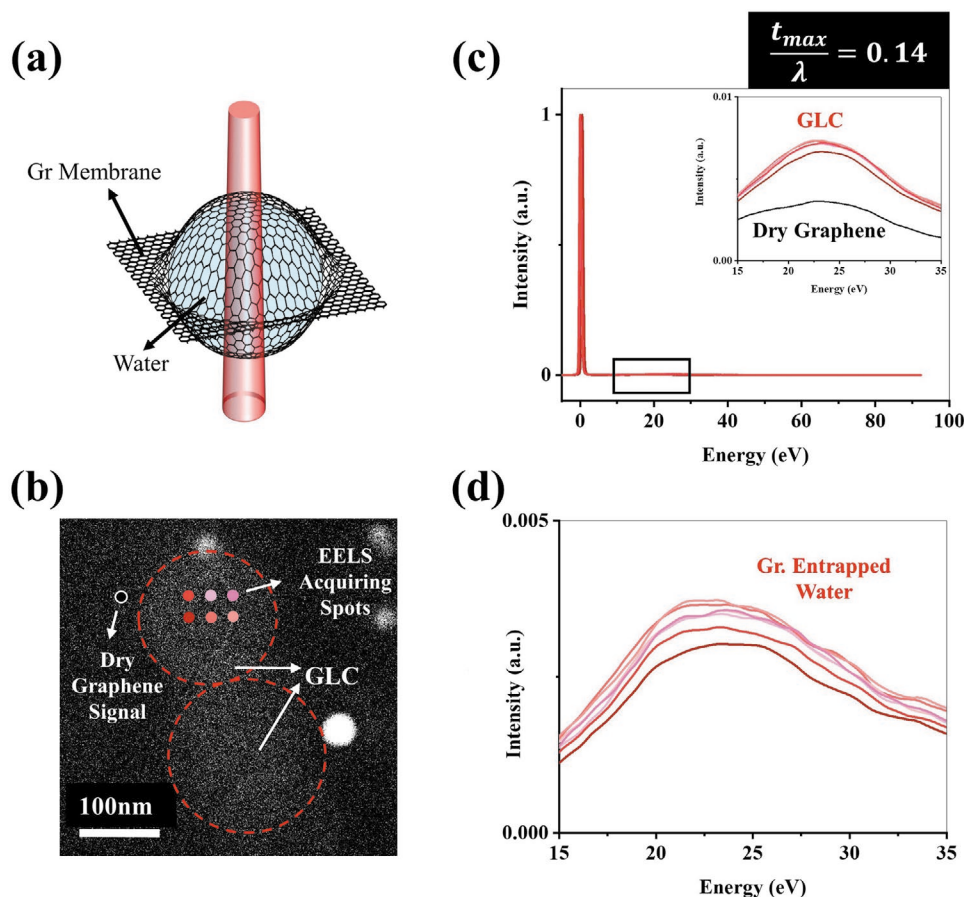 (a)
Gr Membrane
Water
(b)
EELS
Acquiring
Spots
Dry
Graphene
Signal
GLC
100nm
(c)
t_max/λ = 0.14
Intensity (a.u.)
1
0
0 20 40 60 80 100
Energy (eV)
0.01
0.00
Intensity (a.u.)
GLC
Dry Graphene
15 20 25 30 35
Energy (eV)
(d)
0.005
0.000
Intensity (a.u.)
Gr. Entrapped
Water
15 20 25 30 35
Energy (eV)